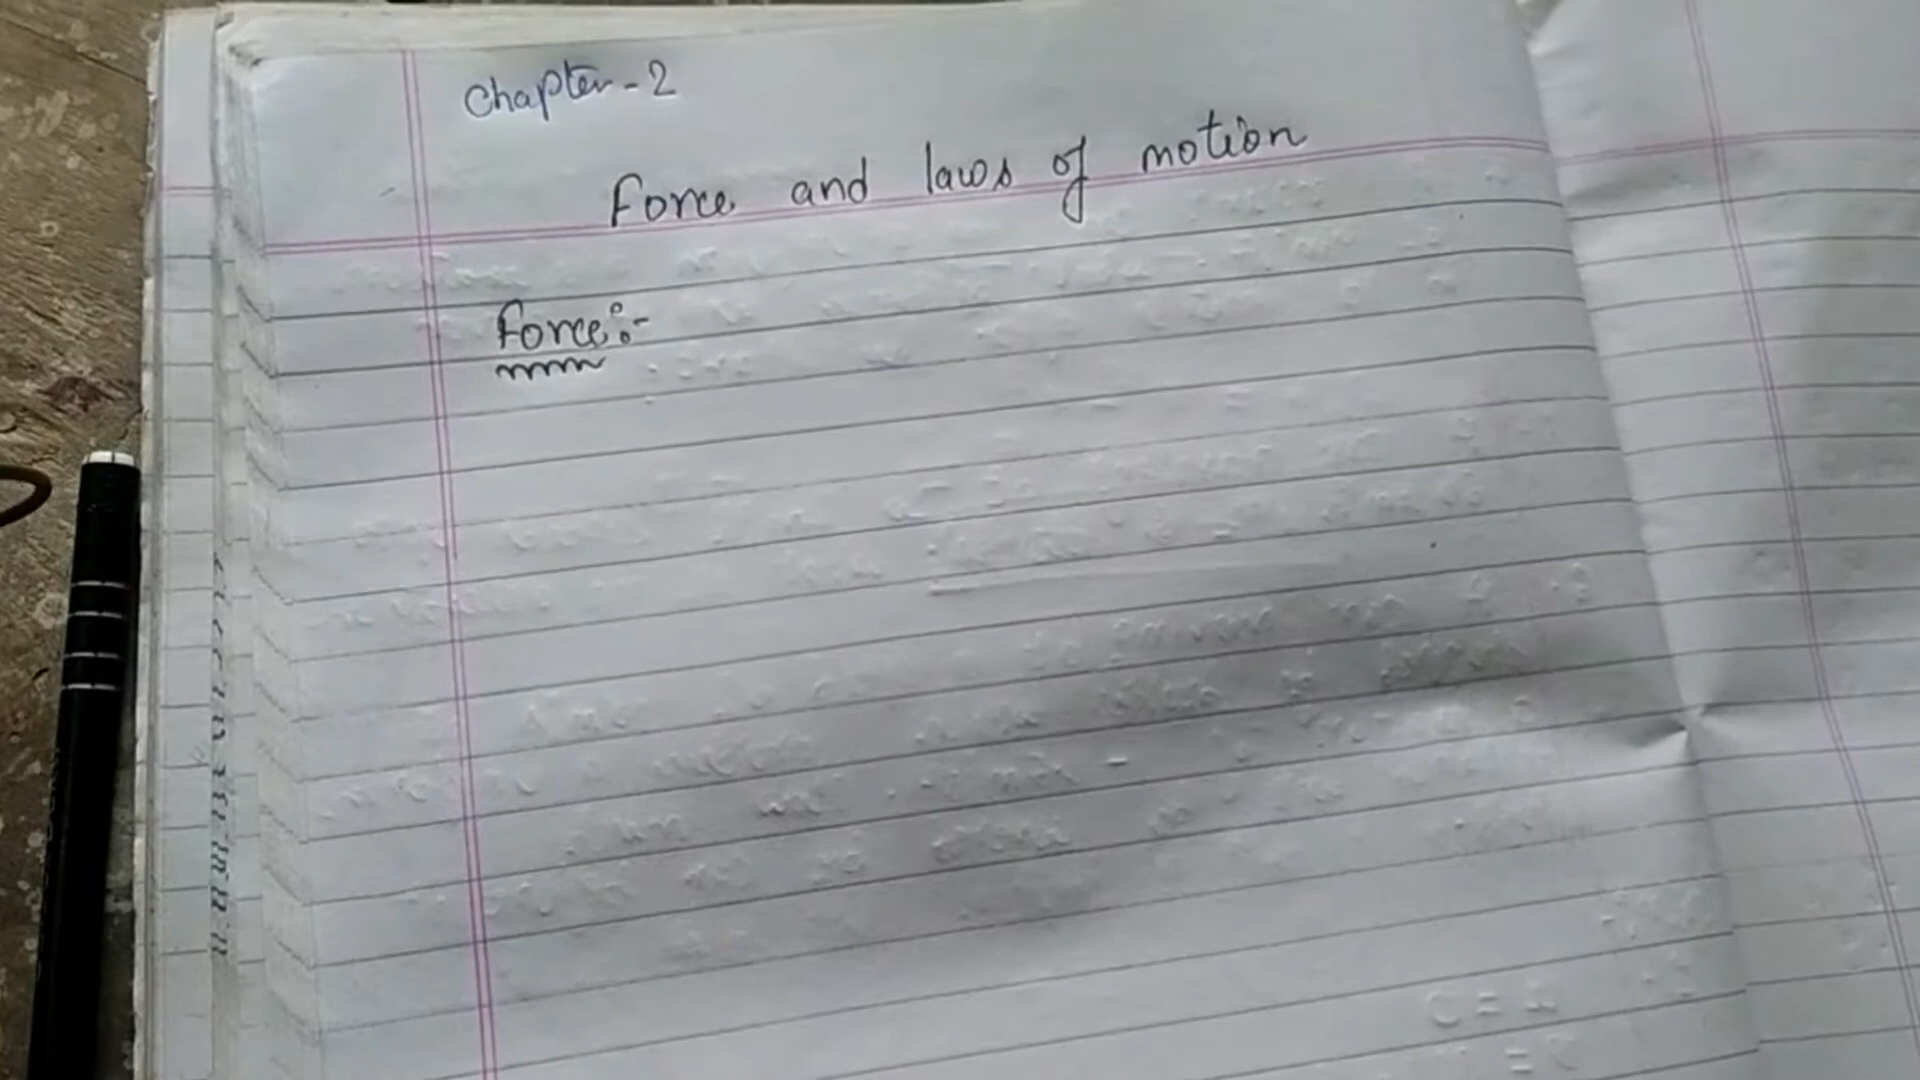 Chapter-2
Force and laws of motion
Force:-